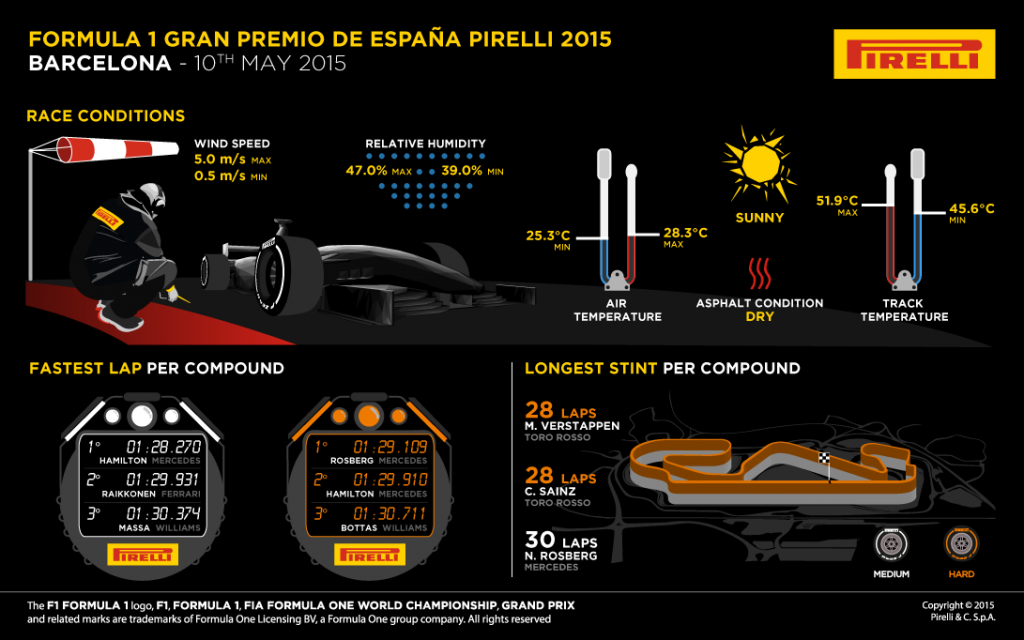 FORMULA 1 GRAN PREMIO DE ESPAÑA PIRELLI 2015
BARCELONA - 10TH MAY 2015
PIRELLI
RACE CONDITIONS
WIND SPEED
5.0 m/s MAX
0.5 m/s MIN
RELATIVE HUMIDITY
47.0% MAX
39.0% MIN
PIRELLI
PIRELLI
25.3°C
MIN
28.3°C
MAX
AIR
TEMPERATURE
SUNNY
ASPHALT CONDITION
DRY
51.9°C
MAX
45.6°C
MIN
TRACK
TEMPERATURE
FASTEST LAP PER COMPOUND
1° 01:28.270
HAMILTON MERCEDES
2° 01:29.931
RAIKKONEN FERRARI
3° 01:30.374
MASSA WILLIAMS
PIRELLI
1° 01:29.109
ROSBERG MERCEDES
2° 01:29.910
HAMILTON MERCEDES
3° 01:30.711
BOTTAS WILLIAMS
PIRELLI
LONGEST STINT PER COMPOUND
28 LAPS
M. VERSTAPPEN
TORO ROSSO
28 LAPS
C. SAINZ
TORO ROSSO
30 LAPS
N. ROSBERG
MERCEDES
MEDIUM
HARD
The F1 FORMULA 1 logo, F1, FORMULA 1, FIA FORMULA ONE WORLD CHAMPIONSHIP, GRAND PRIX
and related marks are trademarks of Formula One Licensing BV, a Formula One group company. All rights reserved
Copyright © 2015
Pirelli & C. S.p.A.